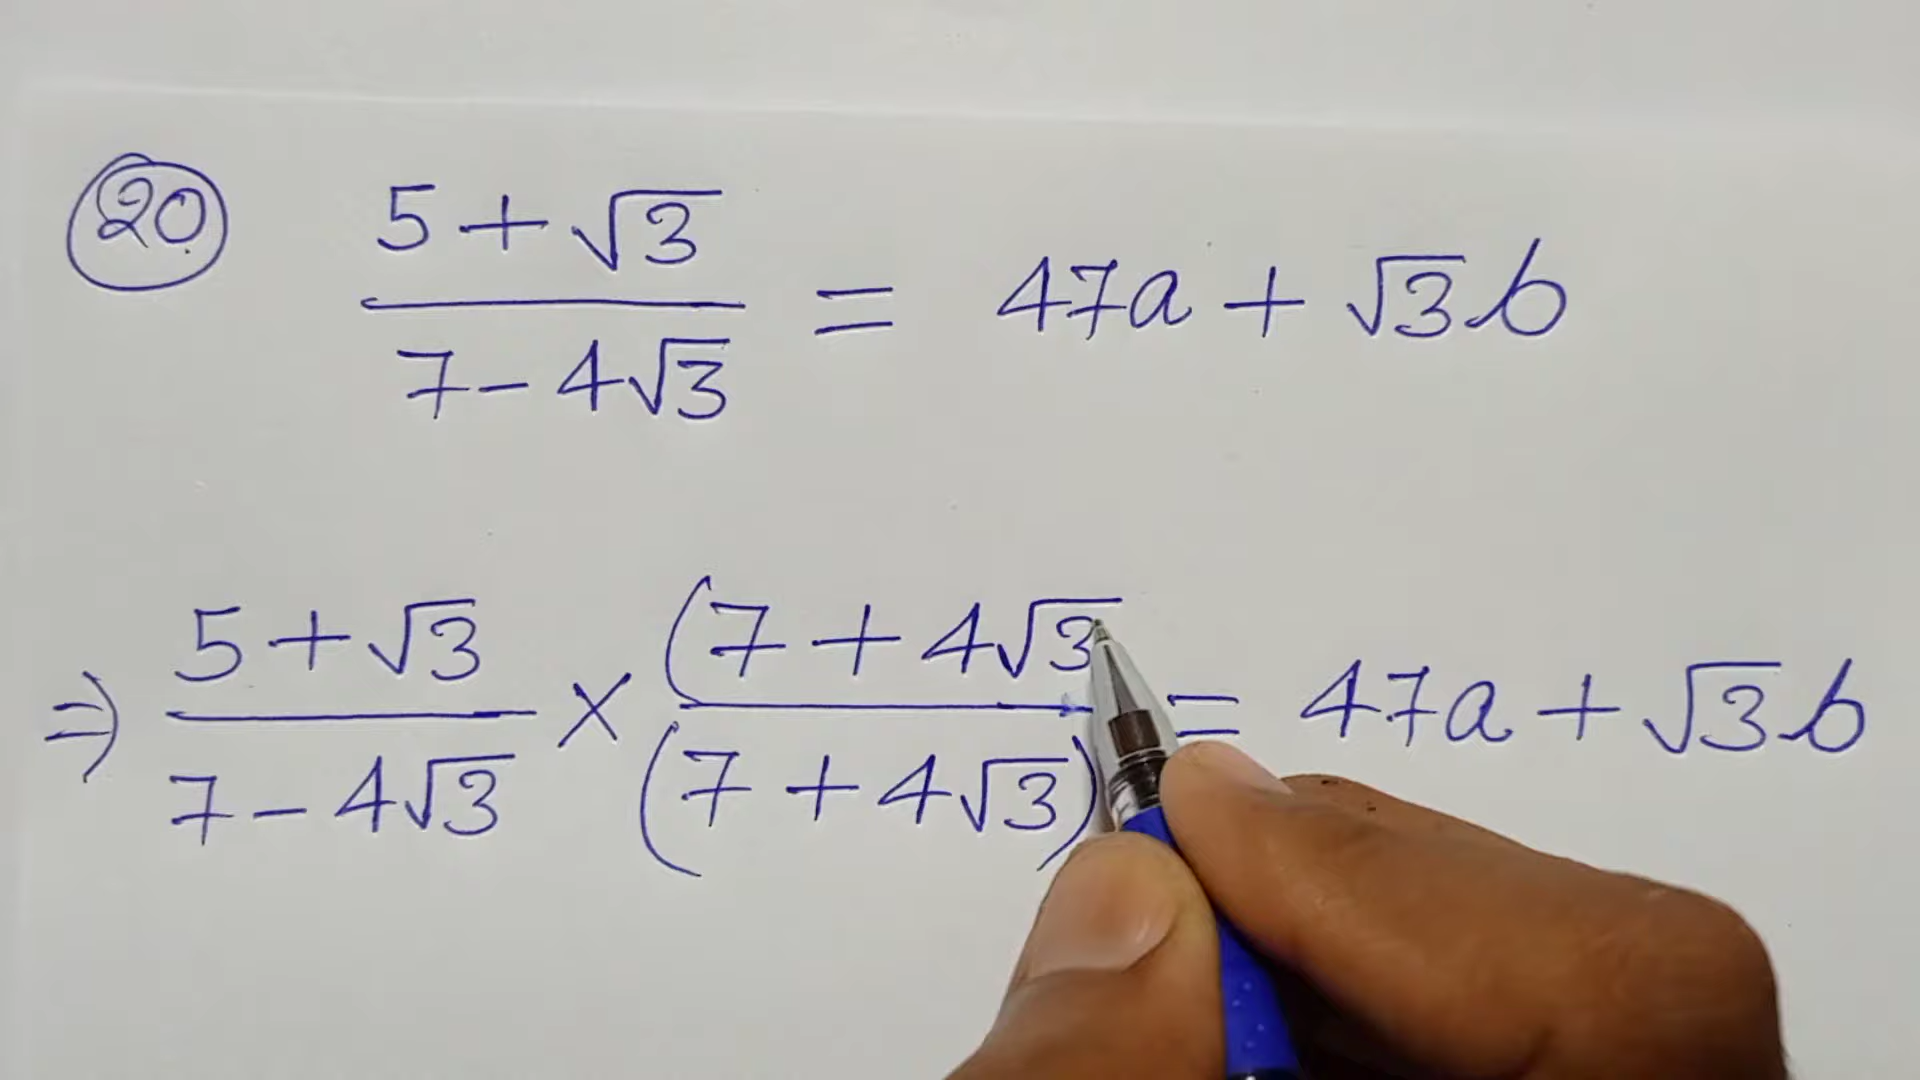 20 (5+√3)/(7-4√3) = 47a+√3b
⇒ (5+√3)/(7-4√3) × (7+4√3/(7+4√3) = 47a+√3b